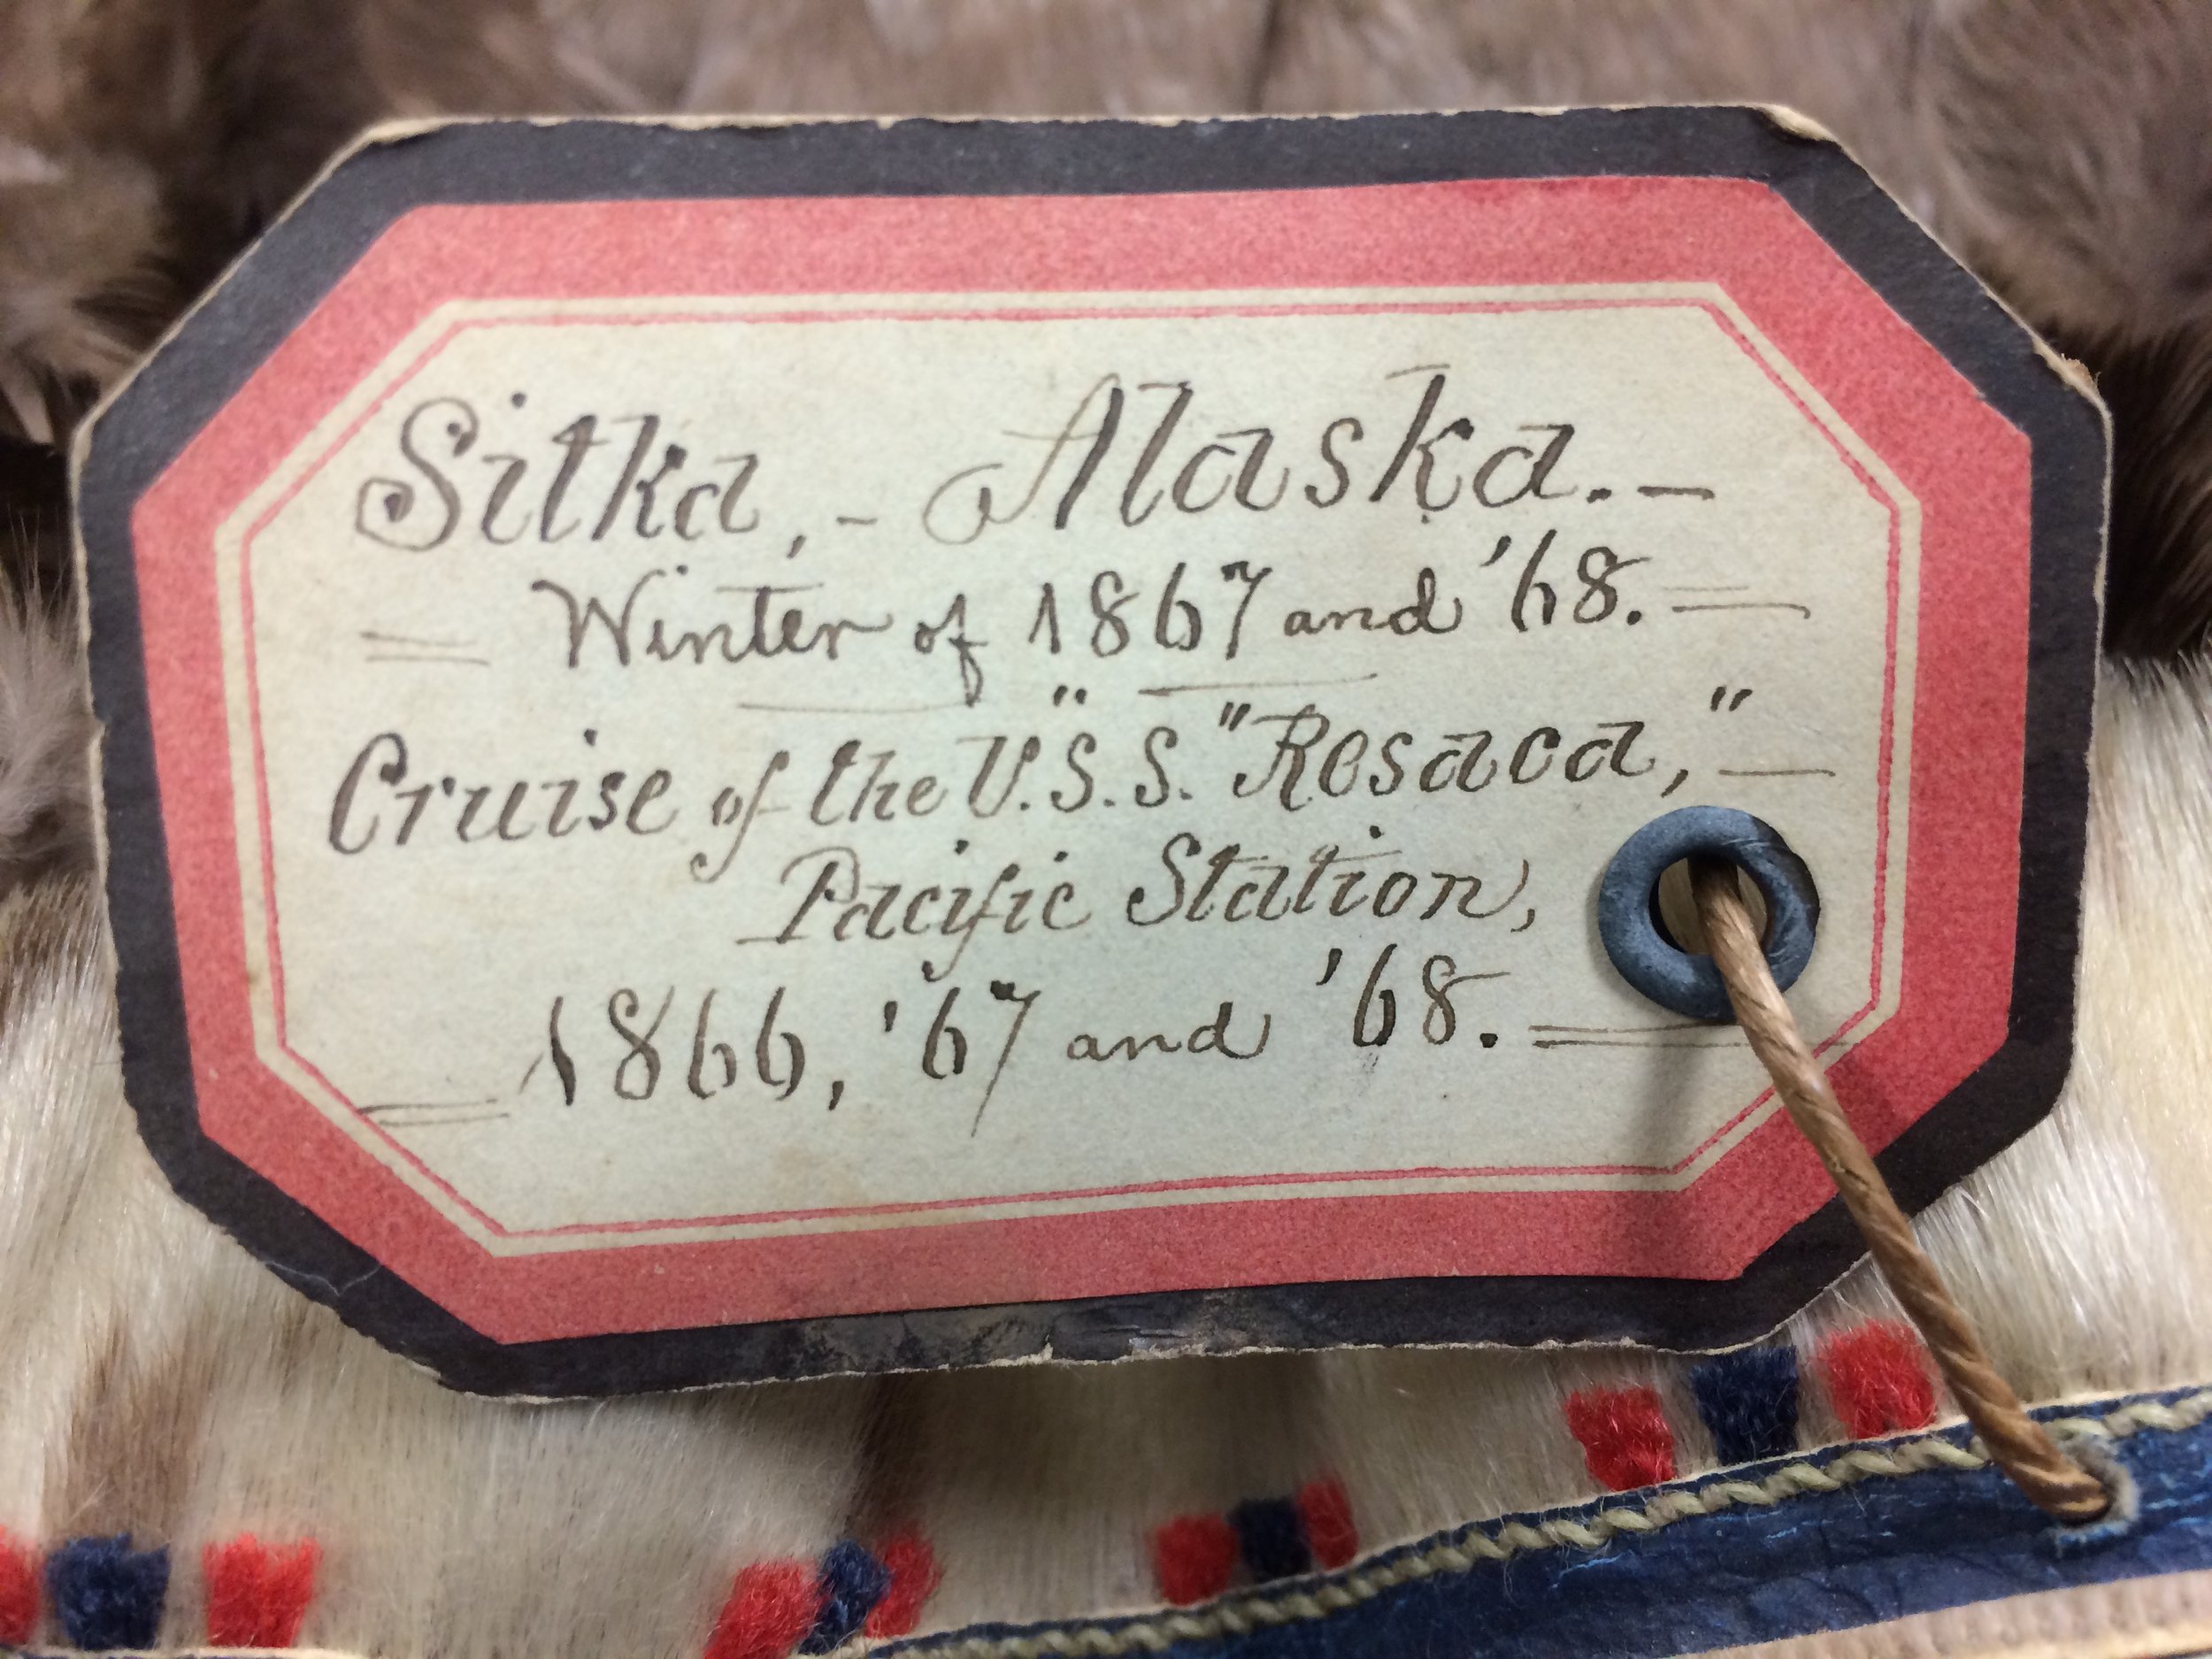 Sitka, - Alaska. -
= Winter of 1867 and '68. =
Cruise of the U.S.S. "Resaca," -
Pacific Station,
= 1866, '67 and '68. =